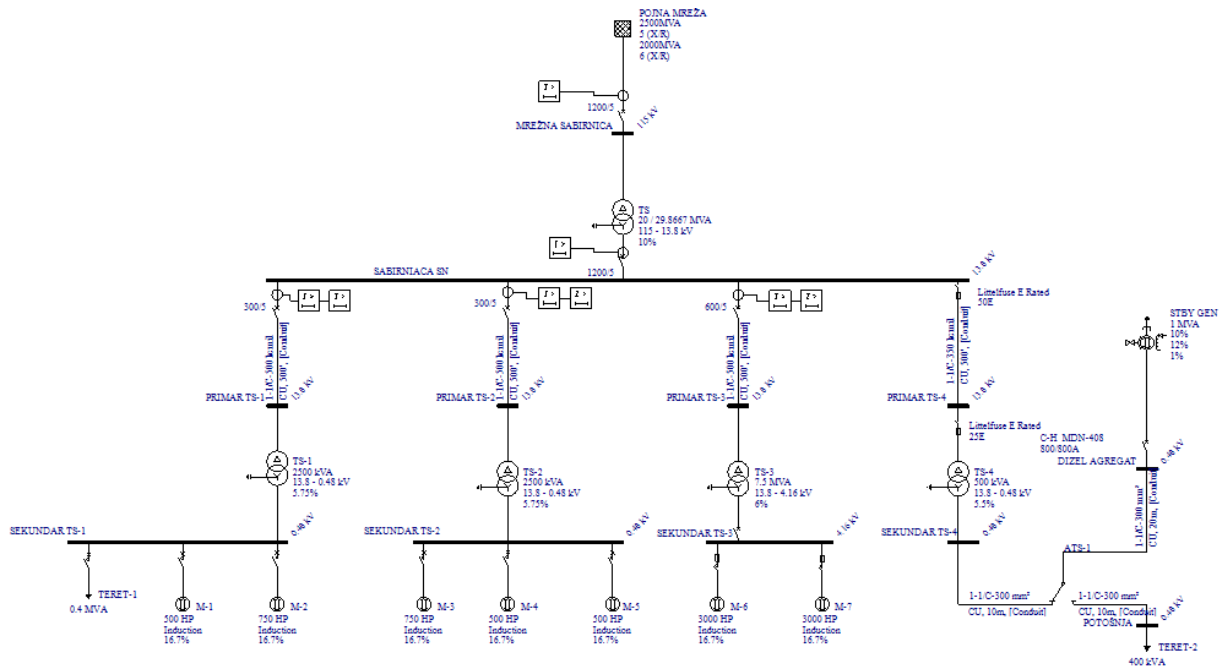 POJNA MREŽA
2500MVA
5 (X/R)
2000MVA
6 (X/R)
I >
1200/5
115 kV
MREŽNA SABIRNICA
TS
20 / 29.8667 MVA
115 - 13.8 kV
10%
I >
1200/5
SABIRNIACA SN
13.8 kV
300/5
I >
I >
300/5
I >
I >
600/5
I >
I >
Littelfuse E Rated
50E
1-1/C-500 kcmil
CU, 500', [Conduit]
1-1/C-500 kcmil
CU, 500', [Conduit]
1-1/C-500 kcmil
CU, 500', [Conduit]
1-1/C-350 kcmil
CU, 500', [Conduit]
STBY GEN
1 MVA
10%
12%
1%
PRIMAR TS-1
13.8 kV
PRIMAR TS-2
13.8 kV
PRIMAR TS-3
13.8 kV
PRIMAR TS-4
13.8 kV
Littelfuse E Rated
25E
C-H MDN-408
800/800A
DIZEL AGREGAT
0.48 kV
TS-1
2500 kVA
13.8 - 0.48 kV
5.75%
TS-2
2500 kVA
13.8 - 0.48 kV
5.75%
TS-3
7.5 MVA
13.8 - 4.16 kV
6%
TS-4
500 kVA
13.8 - 0.48 kV
5.5%
1-1/C-300 mm²
CU, 20m, [Conduit]
SEKUNDAR TS-1
0.48 kV
SEKUNDAR TS-2
0.48 kV
SEKUNDAR TS-3
4.16 kV
SEKUNDAR TS-4
0.48 kV
ATS-1
TERET-1
0.4 MVA
M-1
500 HP
Induction
16.7%
M-2
750 HP
Induction
16.7%
M-3
750 HP
Induction
16.7%
M-4
500 HP
Induction
16.7%
M-5
500 HP
Induction
16.7%
M-6
3000 HP
Induction
16.7%
M-7
3000 HP
Induction
16.7%
1-1/C-300 mm²
CU, 10m, [Conduit]
1-1/C-300 mm²
CU, 10m, [Conduit]
0.48 kV
POTOŠNJA
TERET-2
400 kVA